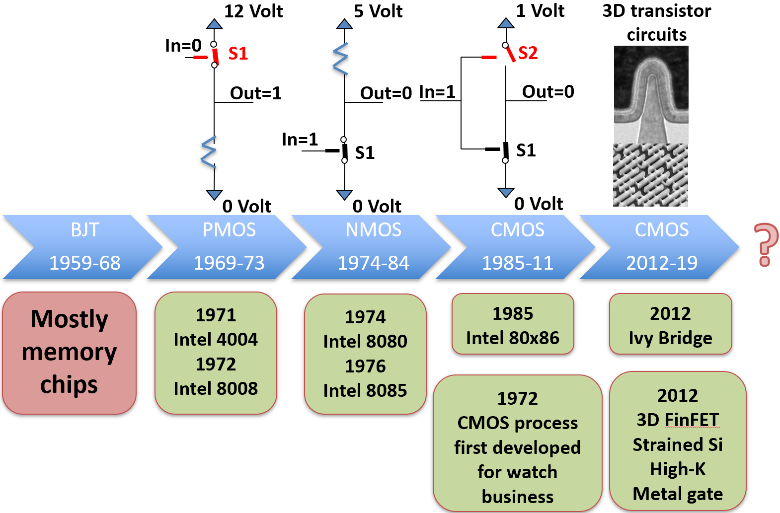 12 Volt
In=0
S1
Out=1
0 Volt
5 Volt
Out=0
In=1
S1
0 Volt
1 Volt
S2
In=1
Out=0
S1
0 Volt
3D transistor
circuits
BJT
1959-68
PMOS
1969-73
NMOS
1974-84
CMOS
1985-11
CMOS
2012-19
?
Mostly
memory
chips
1971
Intel 4004
1972
Intel 8008
1974
Intel 8080
1976
Intel 8085
1985
Intel 80x86
1972
CMOS process
first developed
for watch
business
2012
Ivy Bridge
2012
3D FinFET
Strained Si
High-K
Metal gate